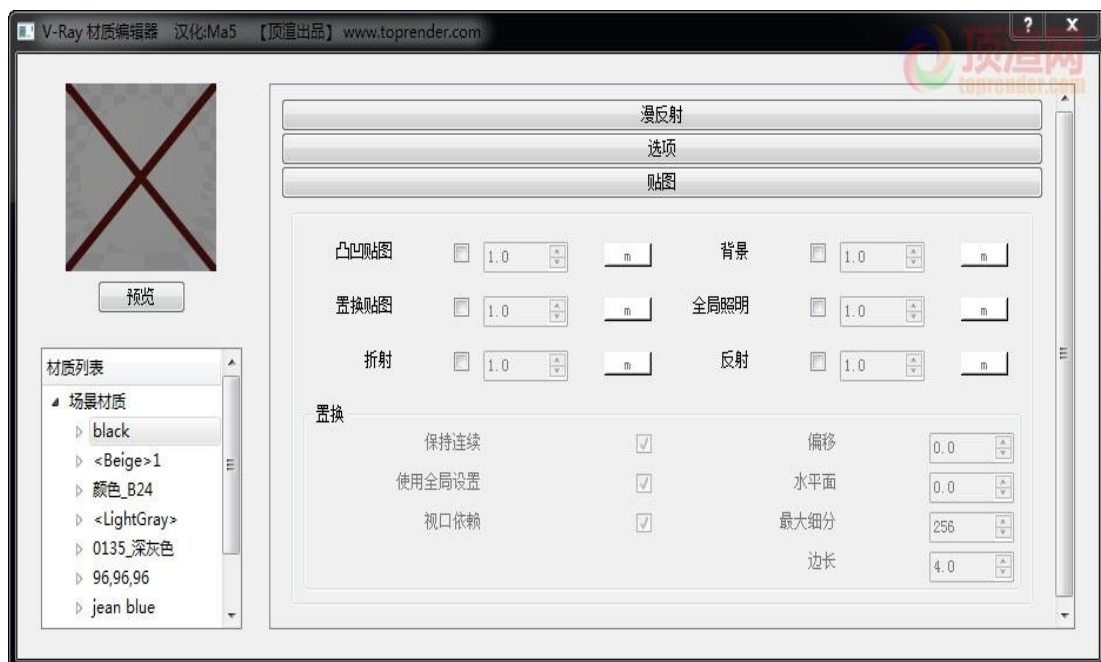 V-Ray 材质编辑器 汉化:Ma5 【顶渲出品】 www.toprender.com
? X
顶渲网
toprender.com
漫反射
选项
贴图
凸凹贴图 1.0 m 背景 1.0 m
置换贴图 1.0 m 全局照明 1.0 m
折射 1.0 m 反射 1.0 m
预览
材质列表
场景材质
black
<Beige>1
颜色_B24
<LightGray>
0135_深灰色
96,96,96
jean blue
置换
保持连续 偏移 0.0
使用全局设置 水平面 0.0
视口依赖 最大细分 256
边长 4.0